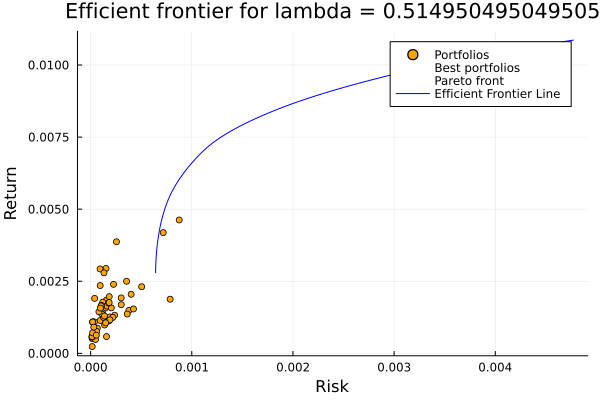 Efficient frontier for lambda = 0.514950495049505
Portfolios
Best portfolios
Pareto front
Efficient Frontier Line
Return
0.0100
0.0075
0.0050
0.0025
0.0000
0.000
0.001
0.002
0.003
0.004
Risk